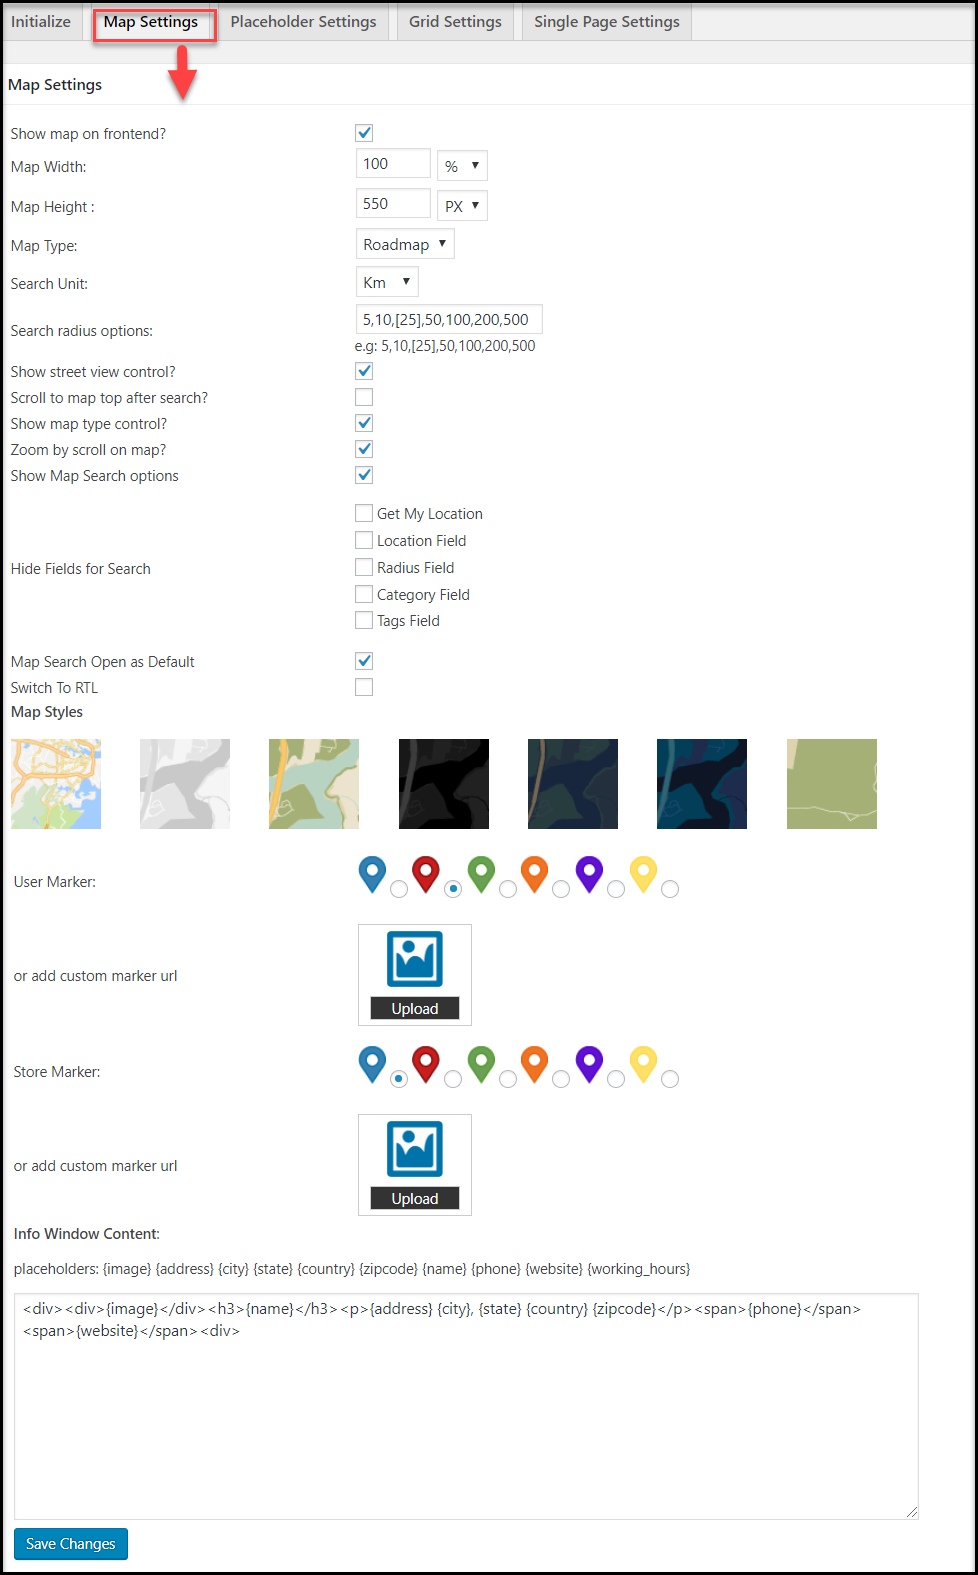 Initialize Map Settings Placeholder Settings Grid Settings Single Page Settings
Map Settings
Show map on frontend?
Map Width: 100 %
Map Height : 550 PX
Map Type: Roadmap
Search Unit: Km
Search radius options: 5,10,[25],50,100,200,500
e.g: 5,10,[25],50,100,200,500
Show street view control?
Scroll to map top after search?
Show map type control?
Zoom by scroll on map?
Show Map Search options
Hide Fields for Search
Get My Location
Location Field
Radius Field
Category Field
Tags Field
Map Search Open as Default
Switch To RTL
Map Styles
User Marker:
or add custom marker url
Upload
Store Marker:
or add custom marker url
Upload
Info Window Content:
placeholders: {image} {address} {city} {state} {country} {zipcode} {name} {phone} {website} {working_hours}
<div><div>{image}</div><h3>{name}</h3><p>{address} {city}, {state} {country} {zipcode}</p><span>{phone}</span>
<span>{website}</span><div>
Save Changes